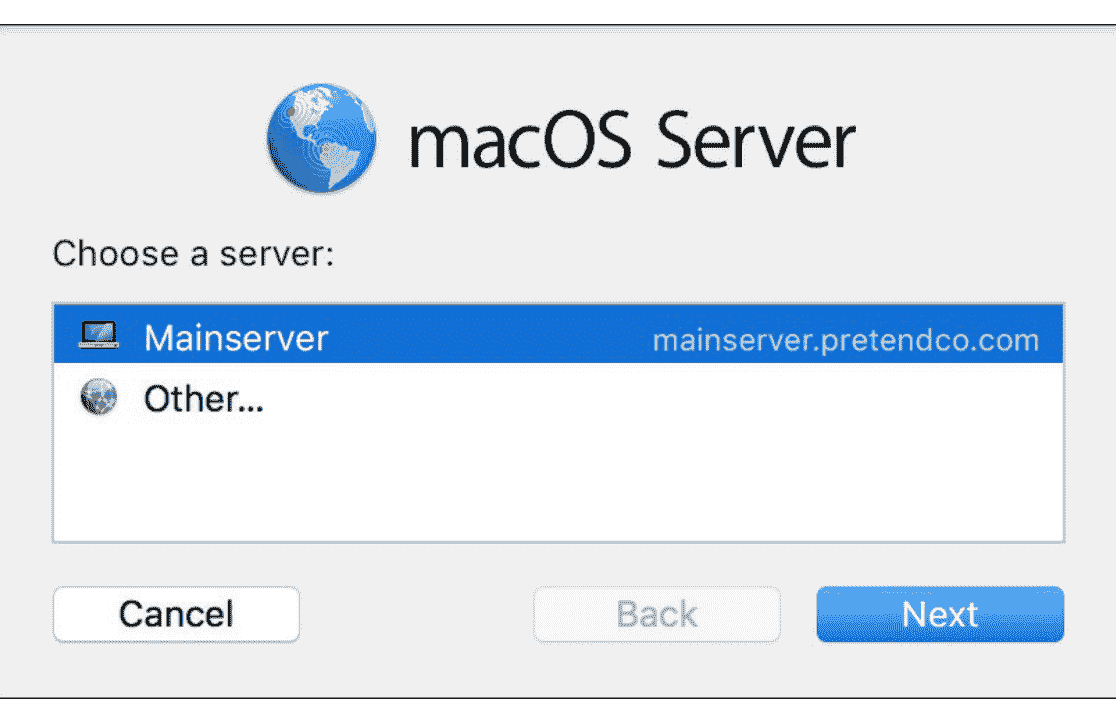 macOS Server
Choose a server:
Mainserver mainserver.pretendco.com
Other...
Cancel Back Next